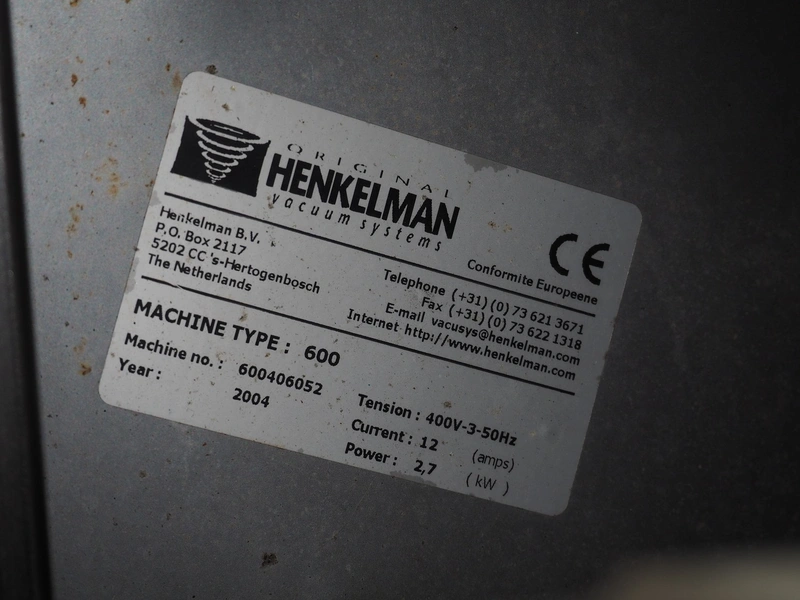 ORIGINAL
HENKELMAN
vacuum systems
CE
Conformite Europeene
Henkelman B.V.
P.O. Box 2117
5202 CC 's-Hertogenbosch
The Netherlands
Telephone (+31) (0) 73 621 3671
Fax (+31) (0) 73 622 1318
E-mail vacusys@henkelman.com
Internet http://www.henkelman.com
MACHINE TYPE : 600
Machine no. : 600406052
Year : 2004
Tension : 400V-3-50Hz
Current : 12 (amps)
Power : 2,7 (kW)